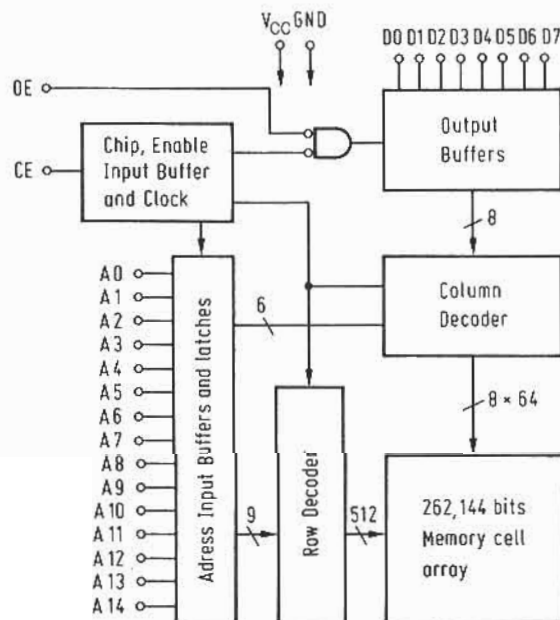 VCC GND
D0 D1 D2 D3 D4 D5 D6 D7
OE
Chip, Enable
Input Buffer
and Clock
CE
Output
Buffers
8
A0
A1
A2
A3
A4
A5
A6
A7
A8
A9
A10
A11
A12
A13
A14
Adress Input Buffers and latches
6
Column
Decoder
8 × 64
9
Row Decoder
512
262,144 bits
Memory cell
array